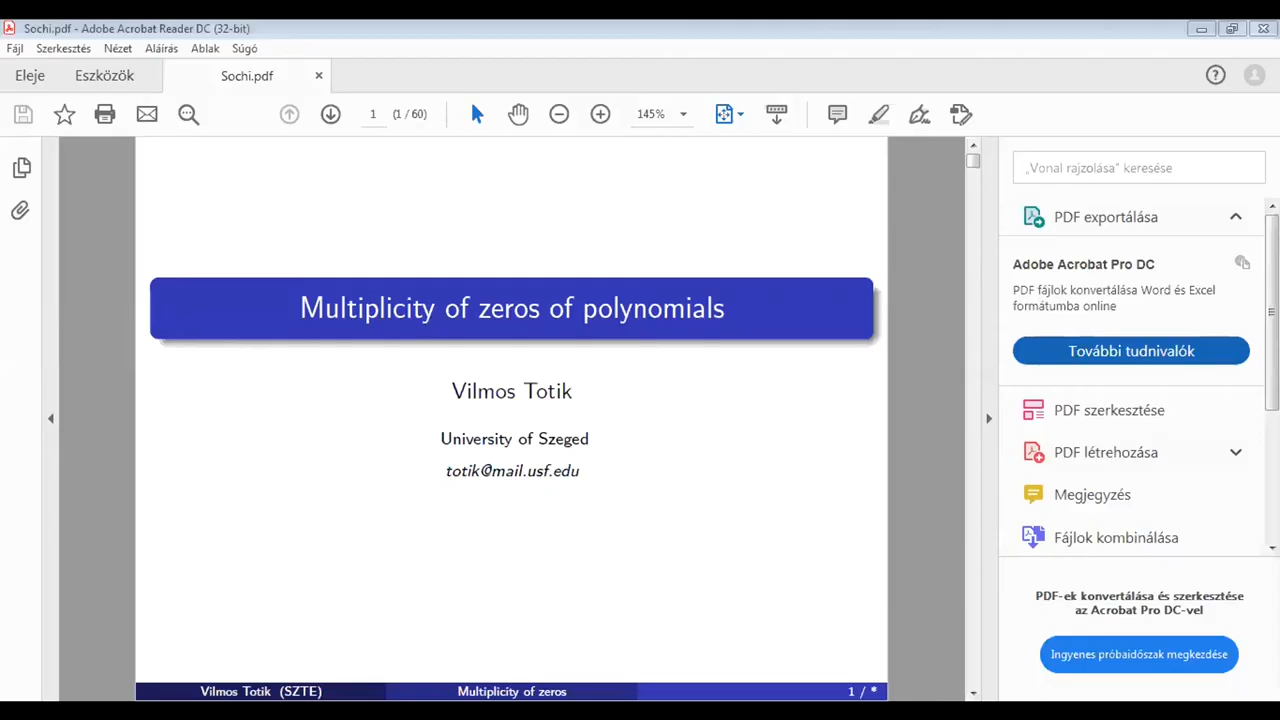 Sochi.pdf - Adobe Acrobat Reader DC (32-bit)
Fájl Szerkesztés Nézet Aláírás Ablak Súgó
Eleje Eszközök Sochi.pdf ×
1 (1 / 60) 145%
„Vonal rajzolása” keresése
PDF exportálása
Adobe Acrobat Pro DC
PDF fájlok konvertálása Word és Excel
formátumba online
További tudnivalók
PDF szerkesztése
PDF létrehozása
Megjegyzés
Fájlok kombinálása
PDF-ek konvertálása és szerkesztése
az Acrobat Pro DC-vel
Ingyenes próbaidőszak megkezdése
Multiplicity of zeros of polynomials
Vilmos Totik
University of Szeged
totik@mail.usf.edu
Vilmos Totik (SZTE) Multiplicity of zeros 1 / *